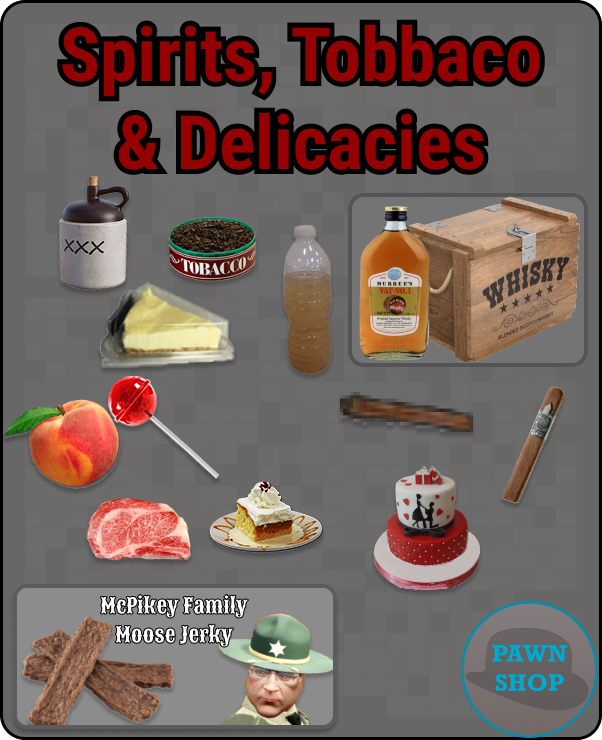 Spirits, Tobbaco
& Delicacies
XXX
TOBACCO
MURREE'S
VAT NO.1
WHISKY
BLENDED SCOTCH WHISKY
McPikey Family
Moose Jerky
PAWN
SHOP